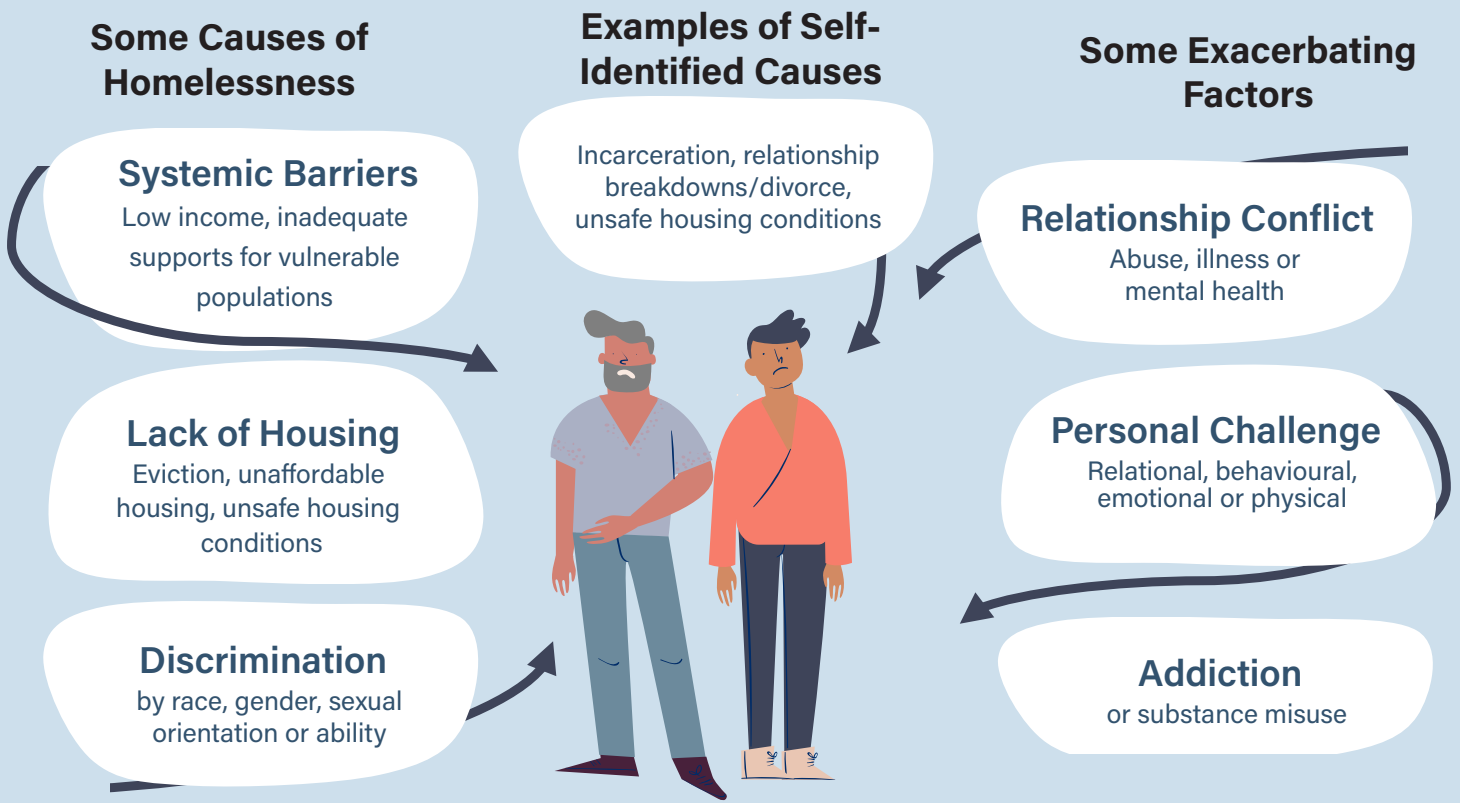 Some Causes of
Homelessness
Systemic Barriers
Low income, inadequate
supports for vulnerable
populations
Lack of Housing
Eviction, unaffordable
housing, unsafe housing
conditions
Discrimination
by race, gender, sexual
orientation or ability
Examples of Self-
Identified Causes
Incarceration, relationship
breakdowns/divorce,
unsafe housing conditions
Some Exacerbating
Factors
Relationship Conflict
Abuse, illness or
mental health
Personal Challenge
Relational, behavioural,
emotional or physical
Addiction
or substance misuse